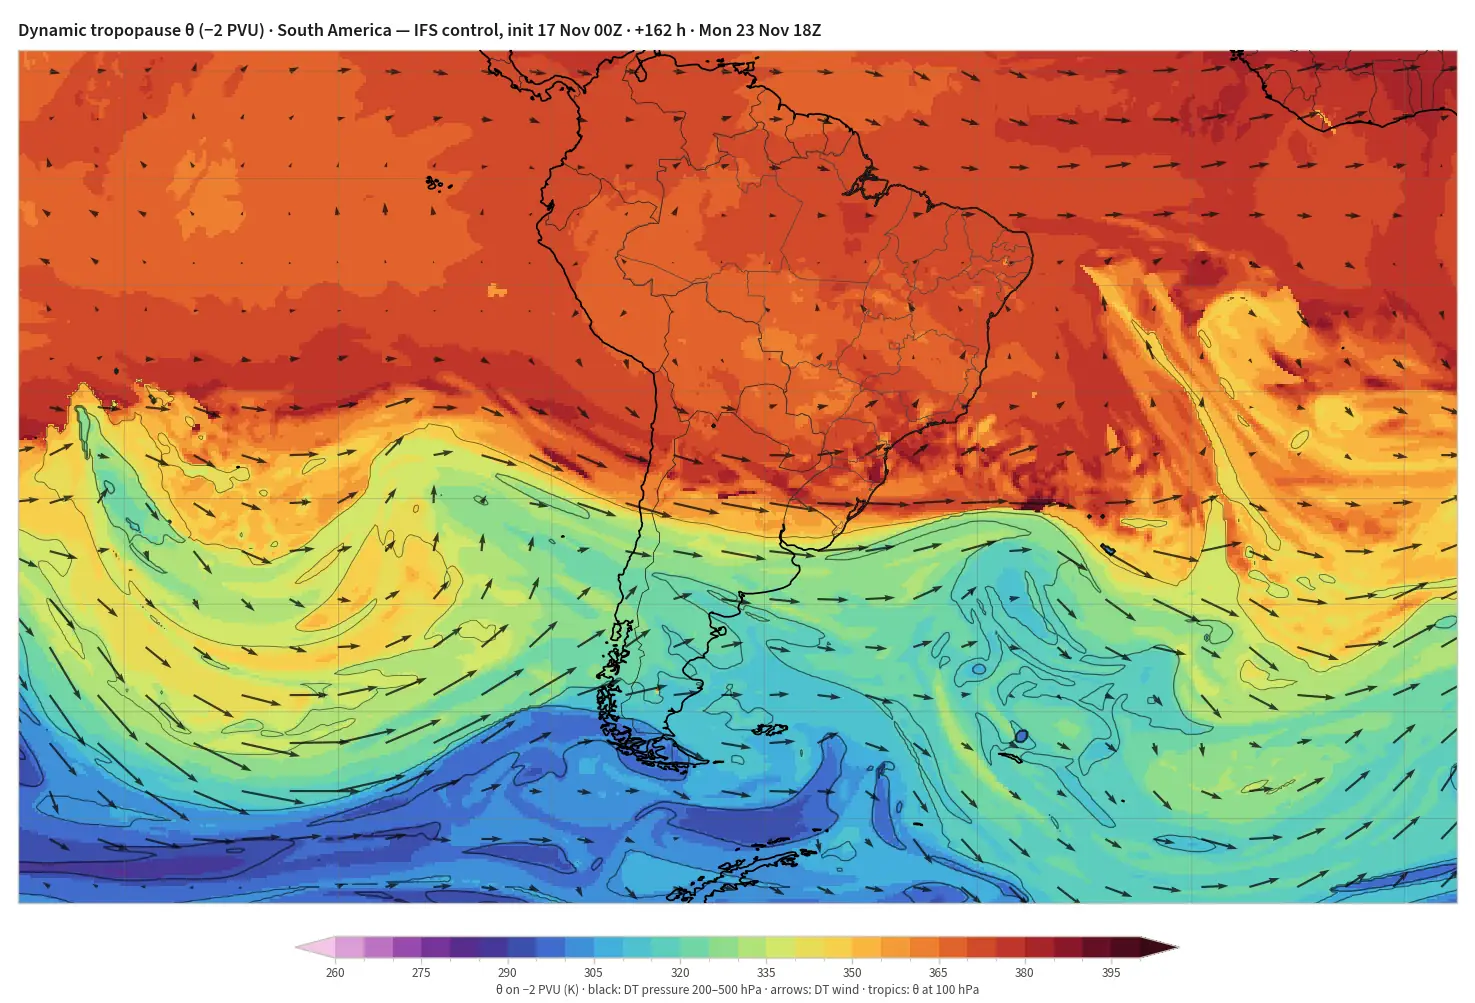 Dynamic tropopause θ (−2 PVU) · South America — IFS control, init 17 Nov 00Z · +162 h · Mon 23 Nov 18Z
260 275 290 305 320 335 350 365 380 395
θ on −2 PVU (K) · black: DT pressure 200–500 hPa · arrows: DT wind · tropics: θ at 100 hPa